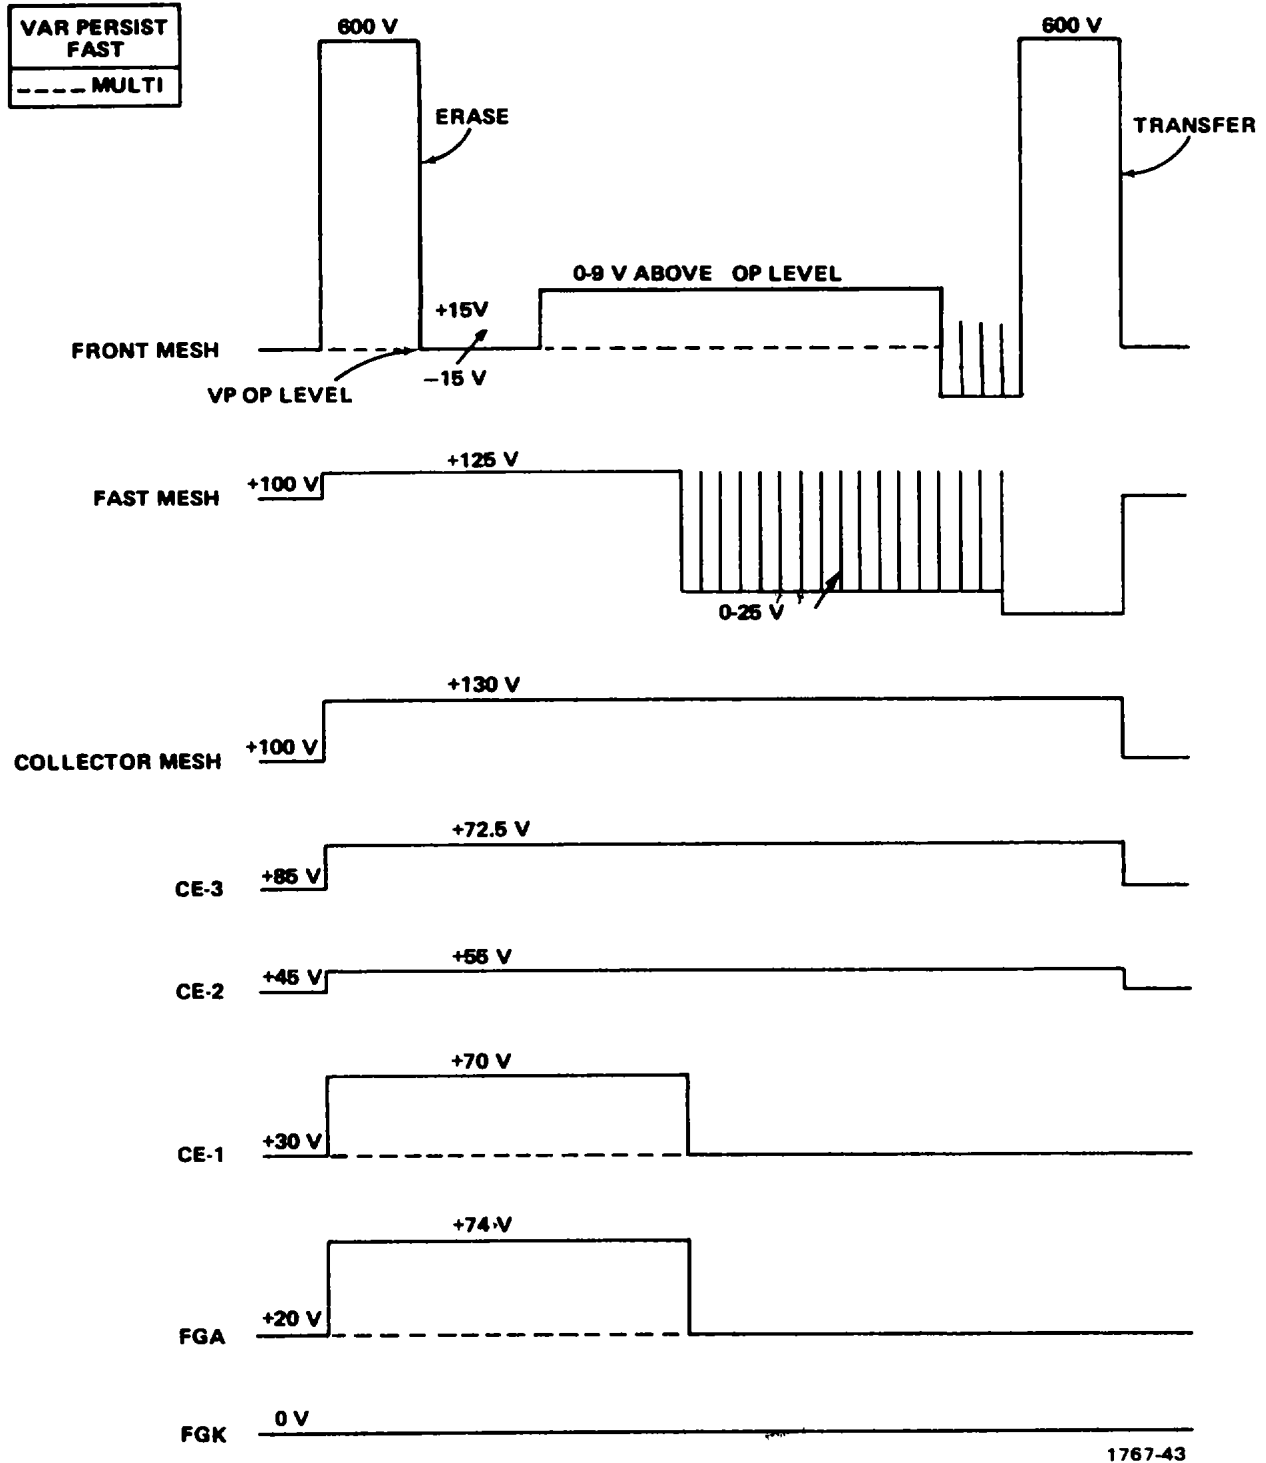 VAR PERSIST
FAST
---- MULTI
600 V
600 V
ERASE
TRANSFER
0-9 V ABOVE OP LEVEL
+15V
FRONT MESH
-15 V
VP OP LEVEL
+125 V
+100 V
FAST MESH
0-25 V
+130 V
+100 V
COLLECTOR MESH
+72.5 V
+85 V
CE-3
+55 V
+45 V
CE-2
+70 V
+30 V
CE-1
+74 V
+20 V
FGA
0 V
FGK
1767-43